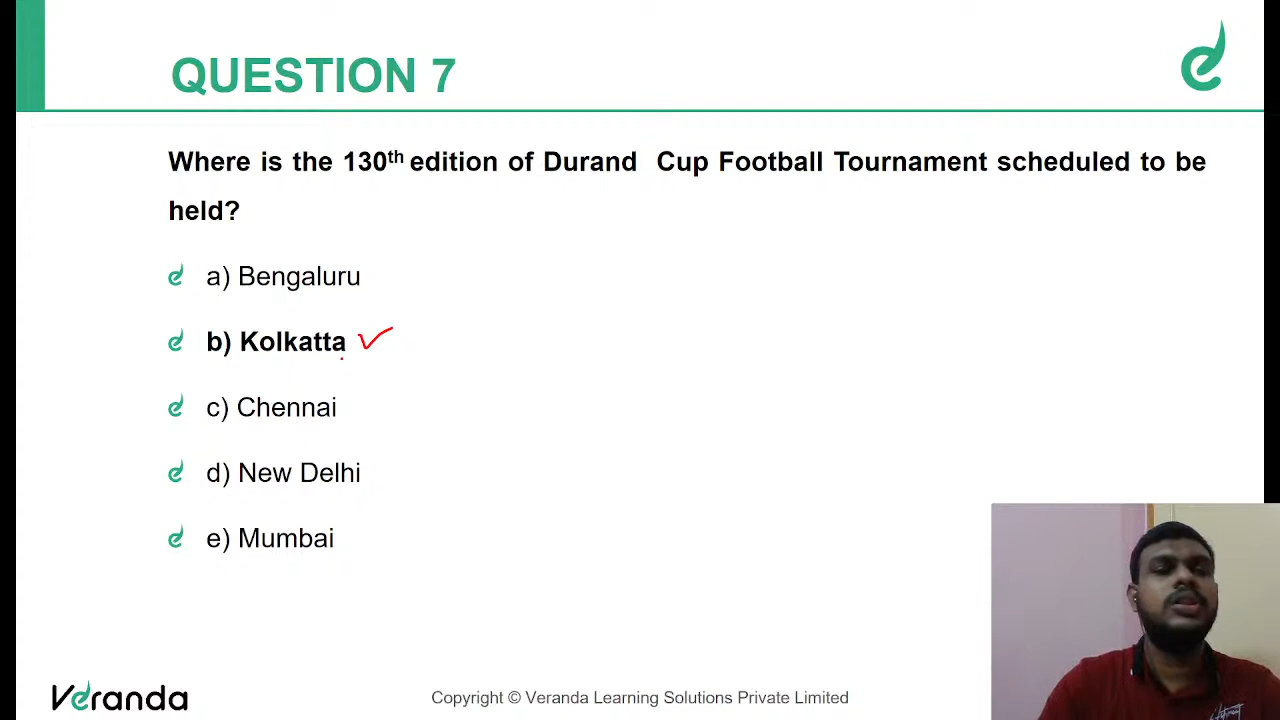 QUESTION 7
Where is the 130th edition of Durand Cup Football Tournament scheduled to be
held?
a) Bengaluru
b) Kolkatta
c) Chennai
d) New Delhi
e) Mumbai
Veranda
Copyright © Veranda Learning Solutions Private Limited